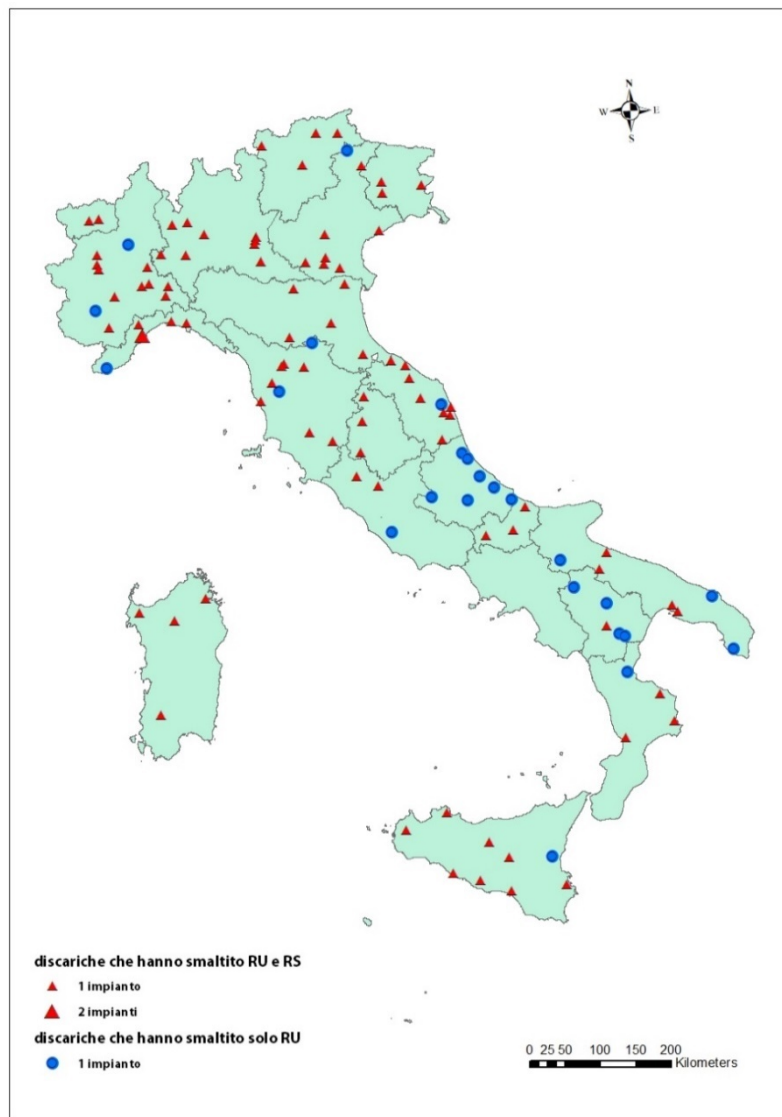 N
W E
S
discariche che hanno smaltito RU e RS
1 impianto
2 impianti
discariche che hanno smaltito solo RU
1 impianto
0 25 50 100 150 200
Kilometers